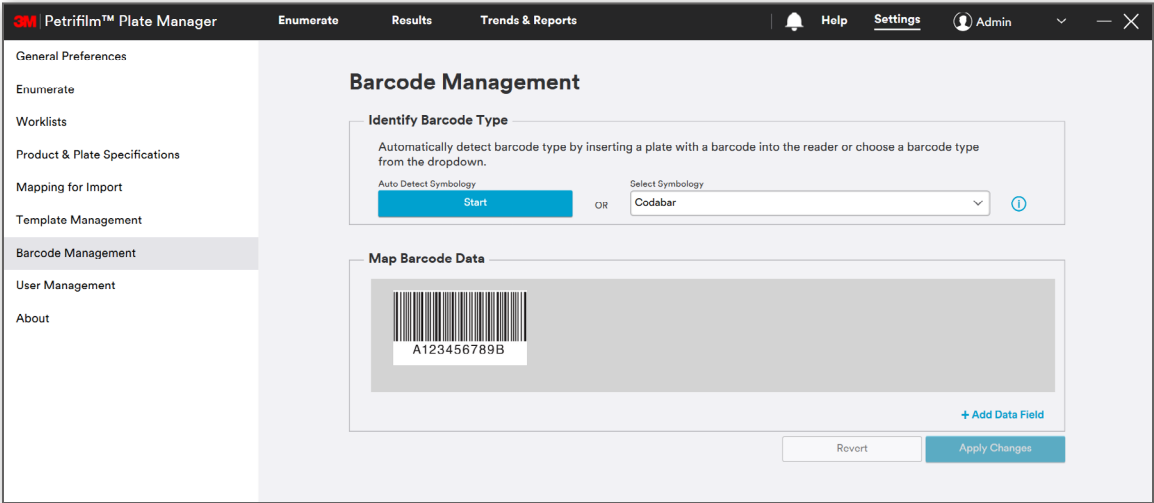 3M Petrifilm™ Plate Manager
Enumerate
Results
Trends & Reports
Help
Settings
Admin
General Preferences
Enumerate
Worklists
Product & Plate Specifications
Mapping for Import
Template Management
Barcode Management
User Management
About
Barcode Management
Identify Barcode Type
Automatically detect barcode type by inserting a plate with a barcode into the reader or choose a barcode type
from the dropdown.
Auto Detect Symbology
Start
OR
Select Symbology
Codabar
Map Barcode Data
A123456789B
+ Add Data Field
Revert
Apply Changes